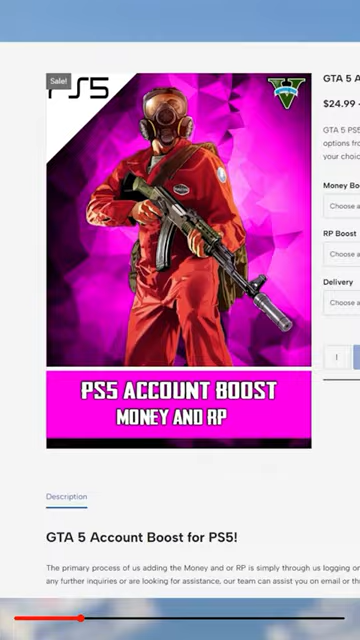 Sale!
PS5
V
PS5 ACCOUNT BOOST
MONEY AND RP
GTA 5 A
$24.99
GTA 5 PS5
options fro
your choic
Money Bo
Choose a
RP Boost
Choose a
Delivery
Choose a
Description
GTA 5 Account Boost for PS5!
The primary process of us adding the Money and or RP is simply through us logging o
any further inquiries or are looking for assistance, our team can assist you on email or th